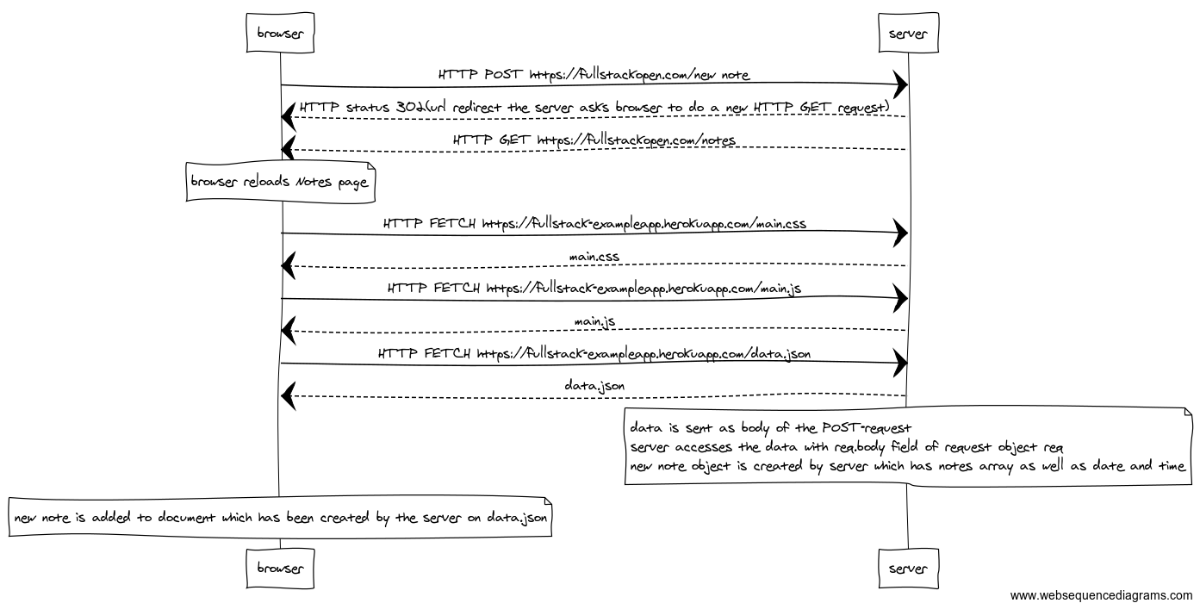 browser
server
HTTP POST https://fullstackopen.com/new note
HTTP status 302(url redirect the server asks browser to do a new HTTP GET request)
HTTP GET https://fullstackopen.com/notes
browser reloads Notes page
HTTP FETCH https://fullstack-exampleapp.herokuapp.com/main.css
main.css
HTTP FETCH https://fullstack-exampleapp.herokuapp.com/main.js
main.js
HTTP FETCH https://fullstack-exampleapp.herokuapp.com/data.json
data.json
data is sent as body of the POST-request
server accesses the data with req.body field of request object req
new note object is created by server which has notes array as well as date and time
new note is added to document which has been created by the server on data.json
browser
server
www.websequencediagrams.com